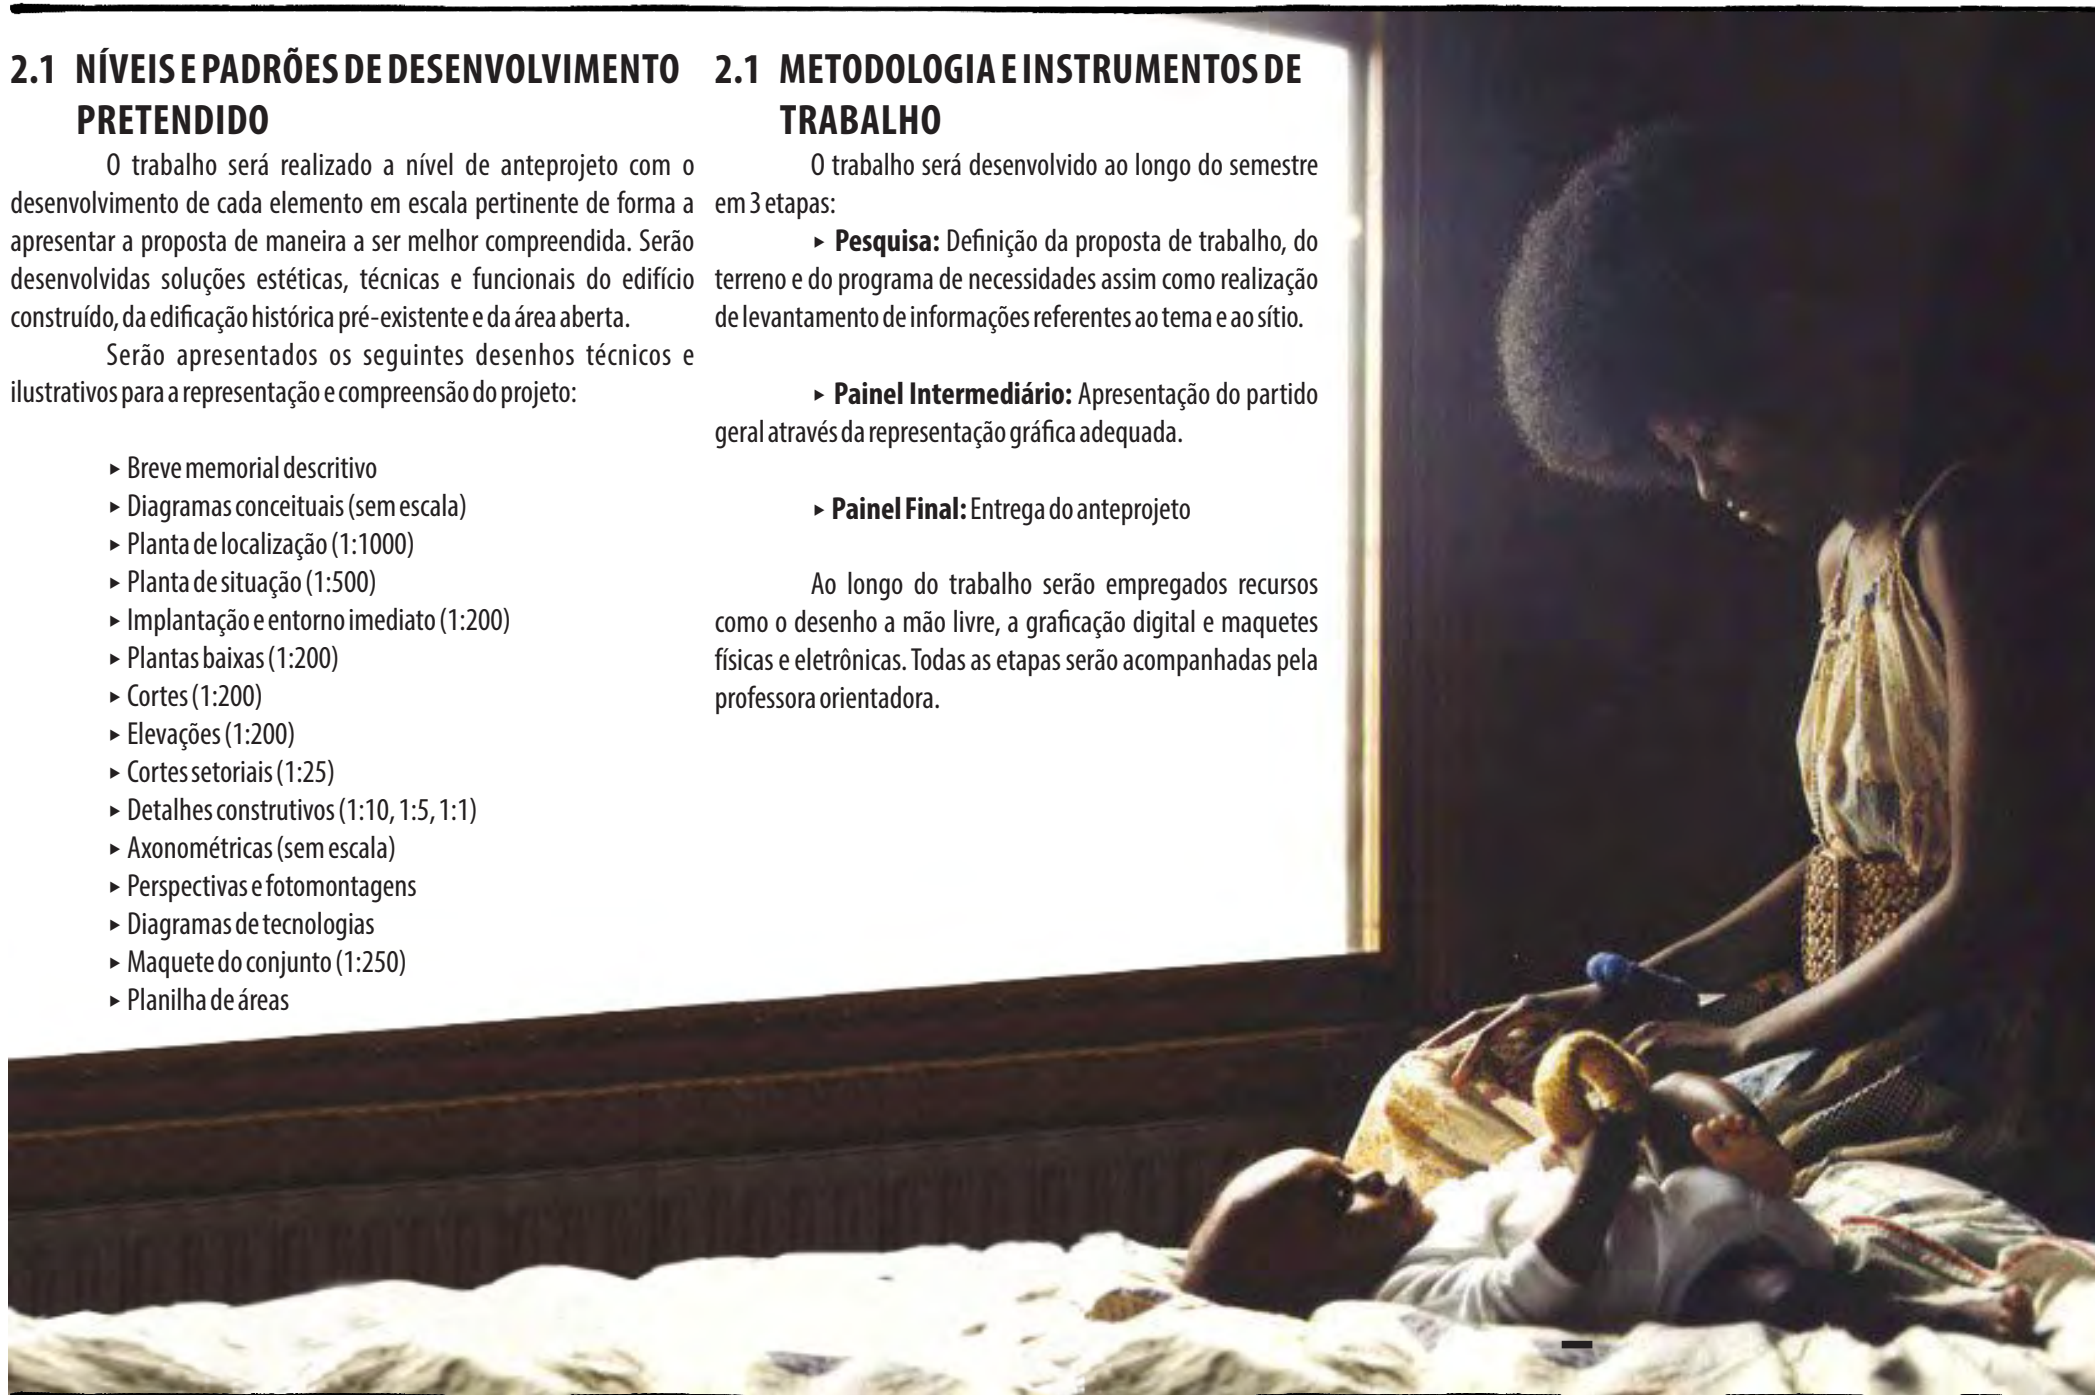 2.1 NÍVEIS E PADRÕES DE DESENVOLVIMENTO
PRETENDIDO
O trabalho será realizado a nível de anteprojeto com o
desenvolvimento de cada elemento em escala pertinente de forma a
apresentar a proposta de maneira a ser melhor compreendida. Serão
desenvolvidas soluções estéticas, técnicas e funcionais do edifício
construído, da edificação histórica pré-existente e da área aberta.
Serão apresentados os seguintes desenhos técnicos e
ilustrativos para a representação e compreensão do projeto:
▸ Breve memorial descritivo
▸ Diagramas conceituais (sem escala)
▸ Planta de localização (1:1000)
▸ Planta de situação (1:500)
▸ Implantação e entorno imediato (1:200)
▸ Plantas baixas (1:200)
▸ Cortes (1:200)
▸ Elevações (1:200)
▸ Cortes setoriais (1:25)
▸ Detalhes construtivos (1:10, 1:5, 1:1)
▸ Axonométricas (sem escala)
▸ Perspectivas e fotomontagens
▸ Diagramas de tecnologias
▸ Maquete do conjunto (1:250)
▸ Planilha de áreas
2.1 METODOLOGIA E INSTRUMENTOS DE
TRABALHO
O trabalho será desenvolvido ao longo do semestre
em 3 etapas:
▸ Pesquisa: Definição da proposta de trabalho, do
terreno e do programa de necessidades assim como realização
de levantamento de informações referentes ao tema e ao sítio.
▸ Painel Intermediário: Apresentação do partido
geral através da representação gráfica adequada.
▸ Painel Final: Entrega do anteprojeto
Ao longo do trabalho serão empregados recursos
como o desenho a mão livre, a graficação digital e maquetes
físicas e eletrônicas. Todas as etapas serão acompanhadas pela
professora orientadora.